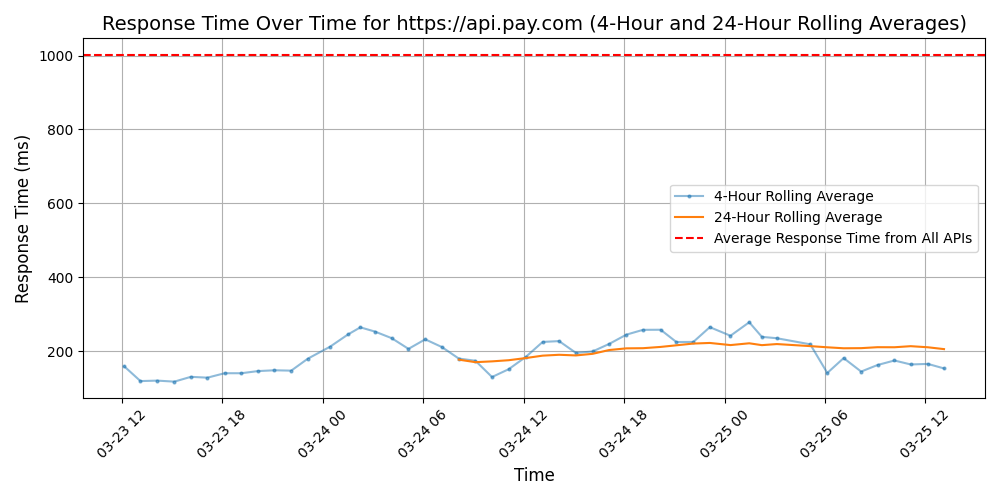 Response Time Over Time for https://api.pay.com (4-Hour and 24-Hour Rolling Averages)
Response Time (ms)
1000
800
600
400
200
4-Hour Rolling Average
24-Hour Rolling Average
Average Response Time from All APIs
03-23 12
03-23 18
03-24 00
03-24 06
03-24 12
03-24 18
03-25 00
03-25 06
03-25 12
Time